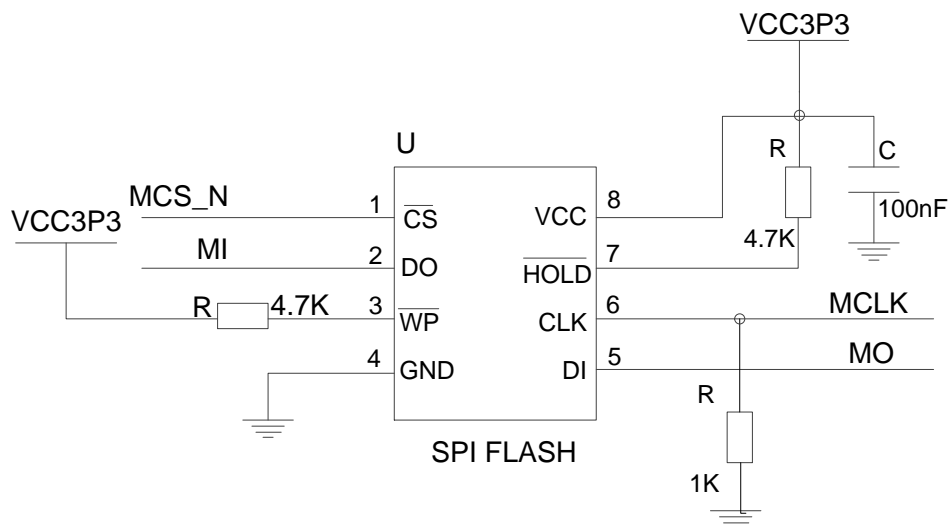 VCC3P3
U
R
C
MCS_N
1
CS
VCC
8
100nF
VCC3P3
MI
2
DO
HOLD
7
4.7K
R
4.7K
3
WP
CLK
6
MCLK
4
GND
DI
5
MO
R
SPI FLASH
1K